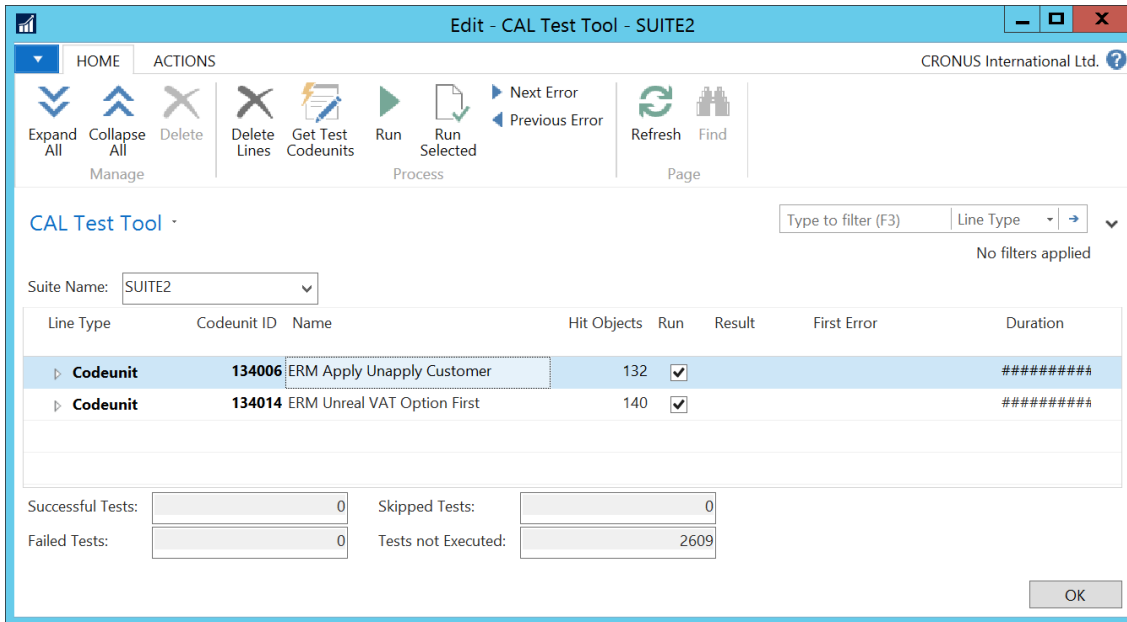 Edit - CAL Test Tool - SUITE2
HOME ACTIONS CRONUS International Ltd. ?
Expand All Collapse All Delete Delete Lines Get Test Codeunits Run Run Selected Next Error Previous Error Refresh Find
Manage Process Page
CAL Test Tool
Type to filter (F3) Line Type
No filters applied
Suite Name: SUITE2
Line Type Codeunit ID Name Hit Objects Run Result First Error Duration
Codeunit 134006 ERM Apply Unapply Customer 132 ##########
Codeunit 134014 ERM Unreal VAT Option First 140 ##########
Successful Tests: 0 Skipped Tests: 0
Failed Tests: 0 Tests not Executed: 2609
OK